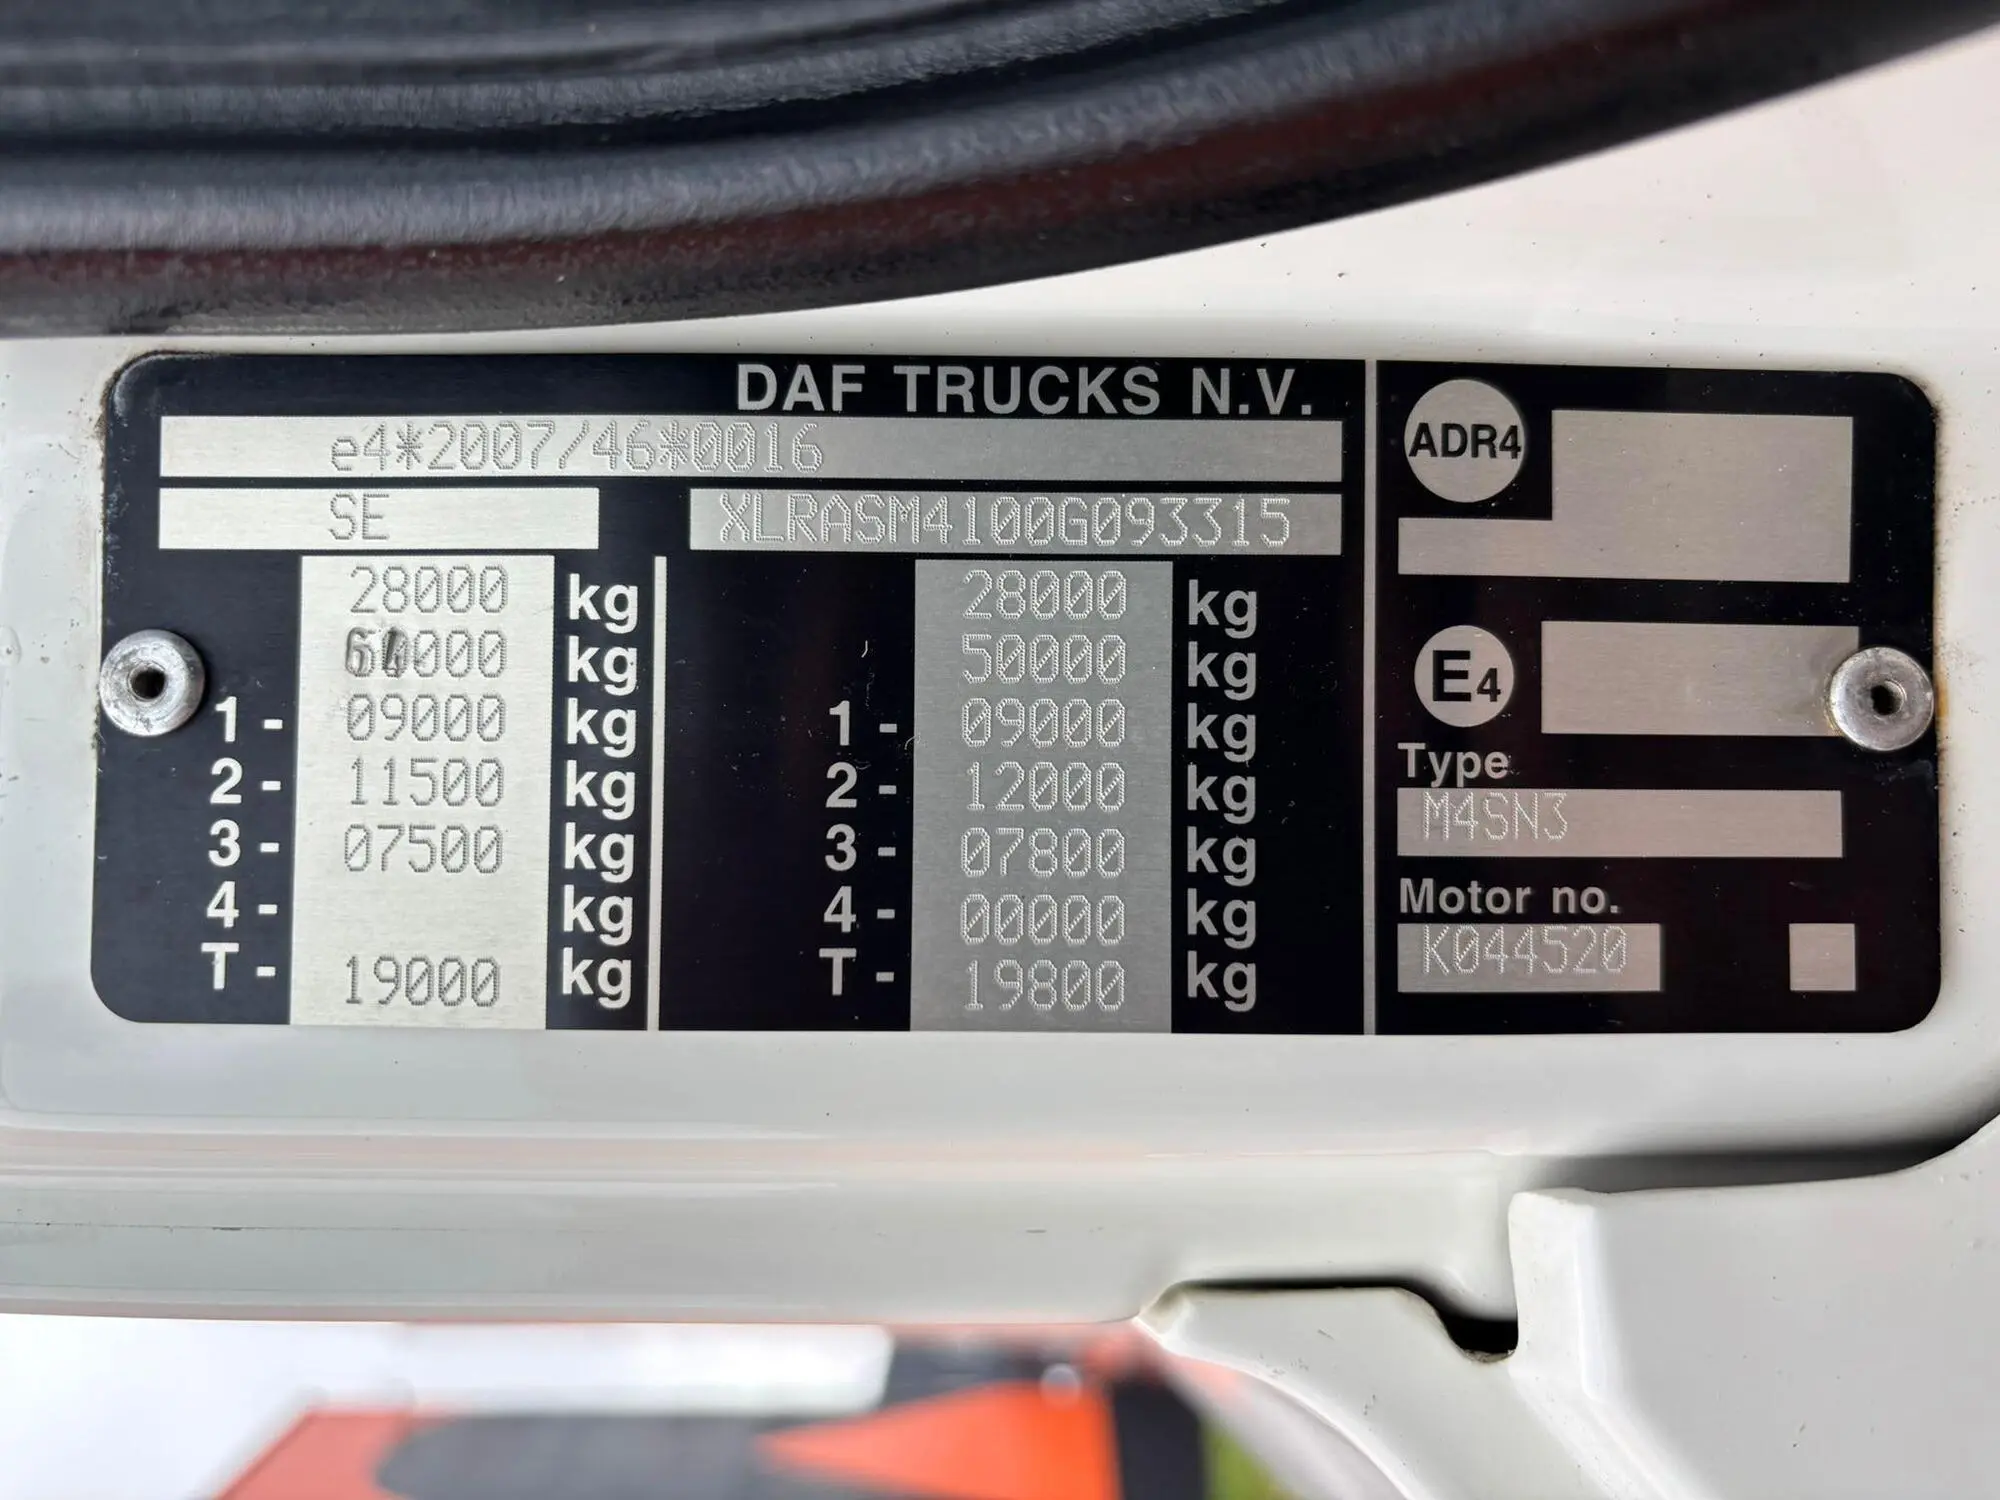 DAF TRUCKS N.V.
e4*2007/46*0016
SE XLRASM4100G093315
28000 kg 28000 kg
64000 kg 50000 kg
1- 09000 kg 1- 09000 kg
2- 11500 kg 2- 12000 kg
3- 07500 kg 3- 07800 kg
4- kg 4- 00000 kg
T- 19000 kg T- 19800 kg
ADR4
E4
Type
M4SN3
Motor no.
K044520